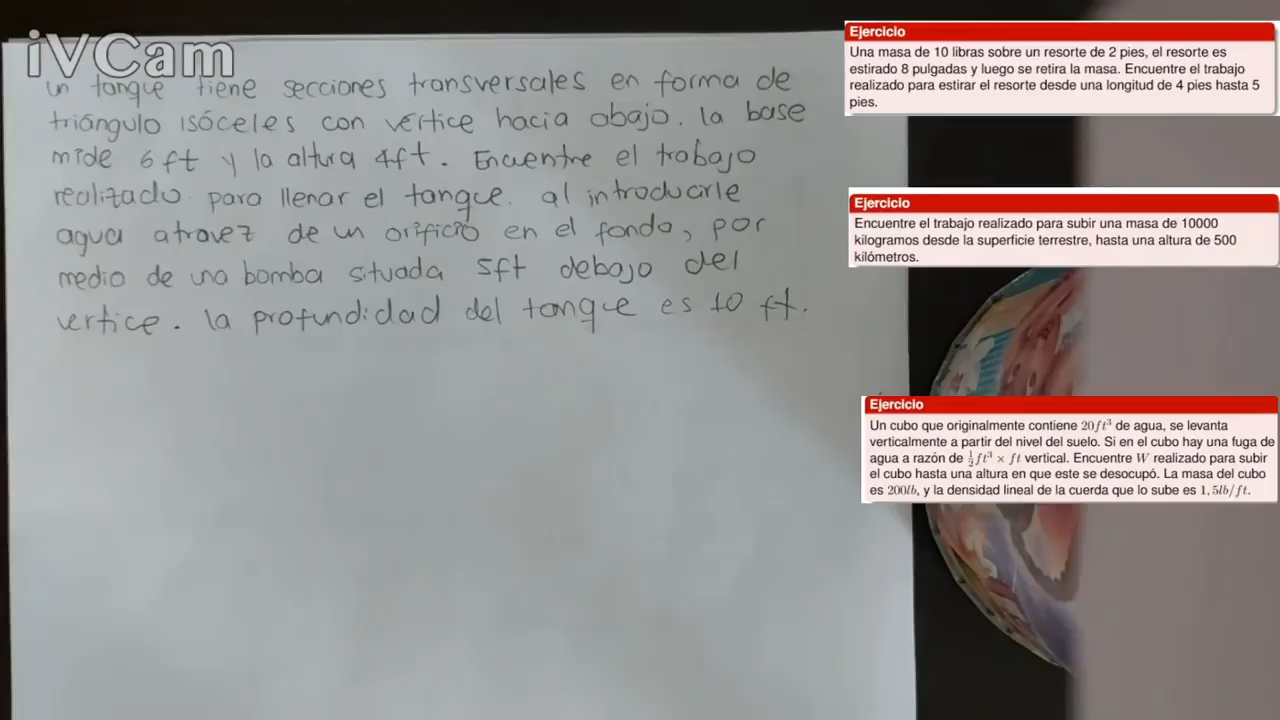 iVCam
un tanque tiene secciones transversales en forma de
triángulo isóceles con vértice hacia abajo. la base
mide 6ft y la altura 4ft. Encuentre el trabajo
realizado para llenar el tanque al introducirle
agua atravez de un orificio en el fondo, por
medio de una bomba situada 5ft debajo del
vertice. la profundidad del tanque es 10 ft.
Ejercicio
Una masa de 10 libras sobre un resorte de 2 pies, el resorte es
estirado 8 pulgadas y luego se retira la masa. Encuentre el trabajo
realizado para estirar el resorte desde una longitud de 4 pies hasta 5
pies.
Ejercicio
Encuentre el trabajo realizado para subir una masa de 10000
kilogramos desde la superficie terrestre, hasta una altura de 500
kilómetros.
Ejercicio
Un cubo que originalmente contiene 20ft³ de agua, se levanta
verticalmente a partir del nivel del suelo. Si en el cubo hay una fuga de
agua a razón de ½ft³ × ft vertical. Encuentre W realizado para subir
el cubo hasta una altura en que este se desocupó. La masa del cubo
es 200lb, y la densidad lineal de la cuerda que lo sube es 1,5lb/ft.